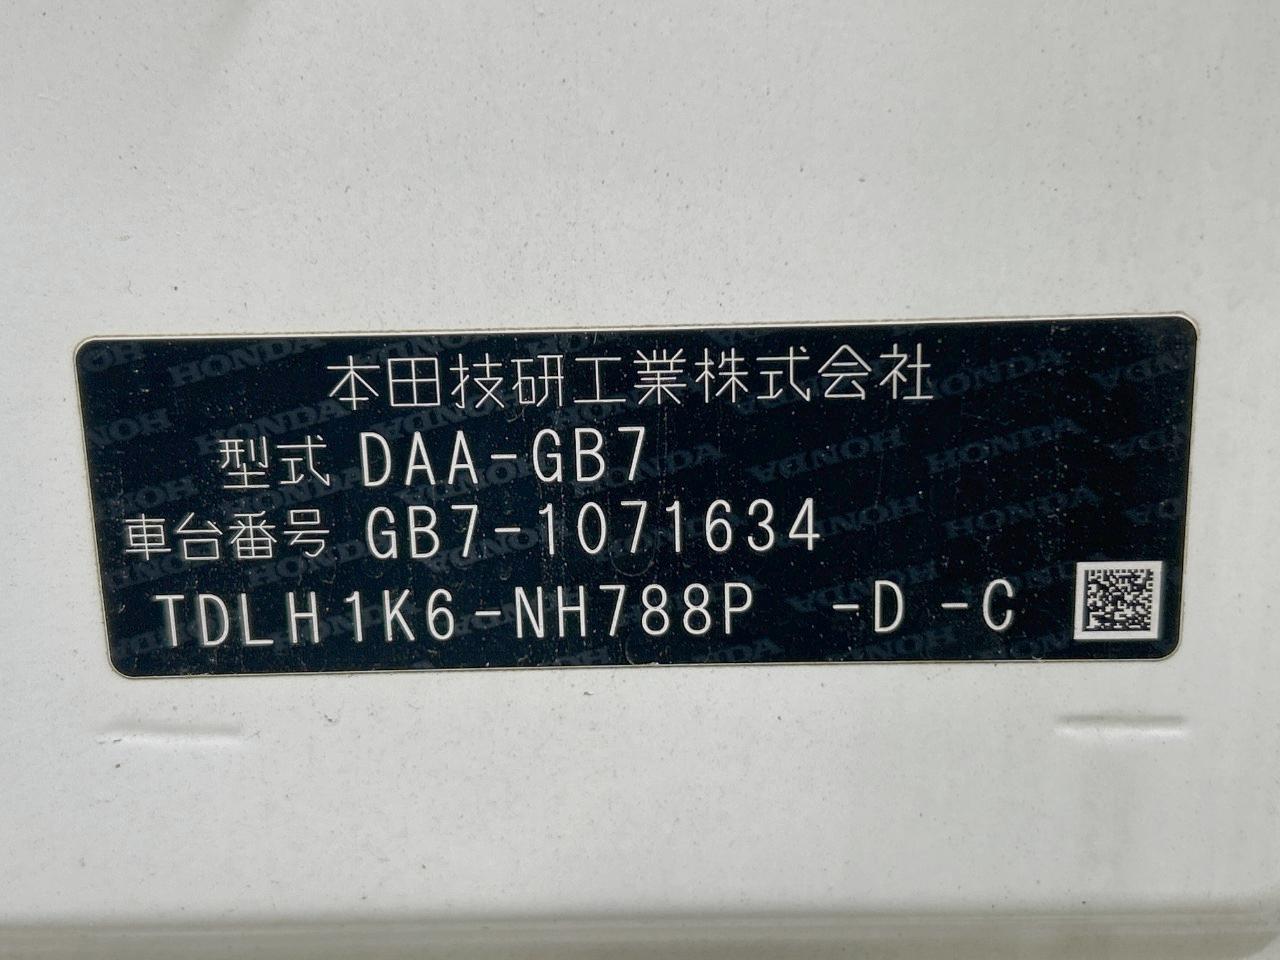 本田技研工業株式会社
型式 DAA-GB7
車台番号 GB7-1071634
TDLH1K6-NH788P -D -C